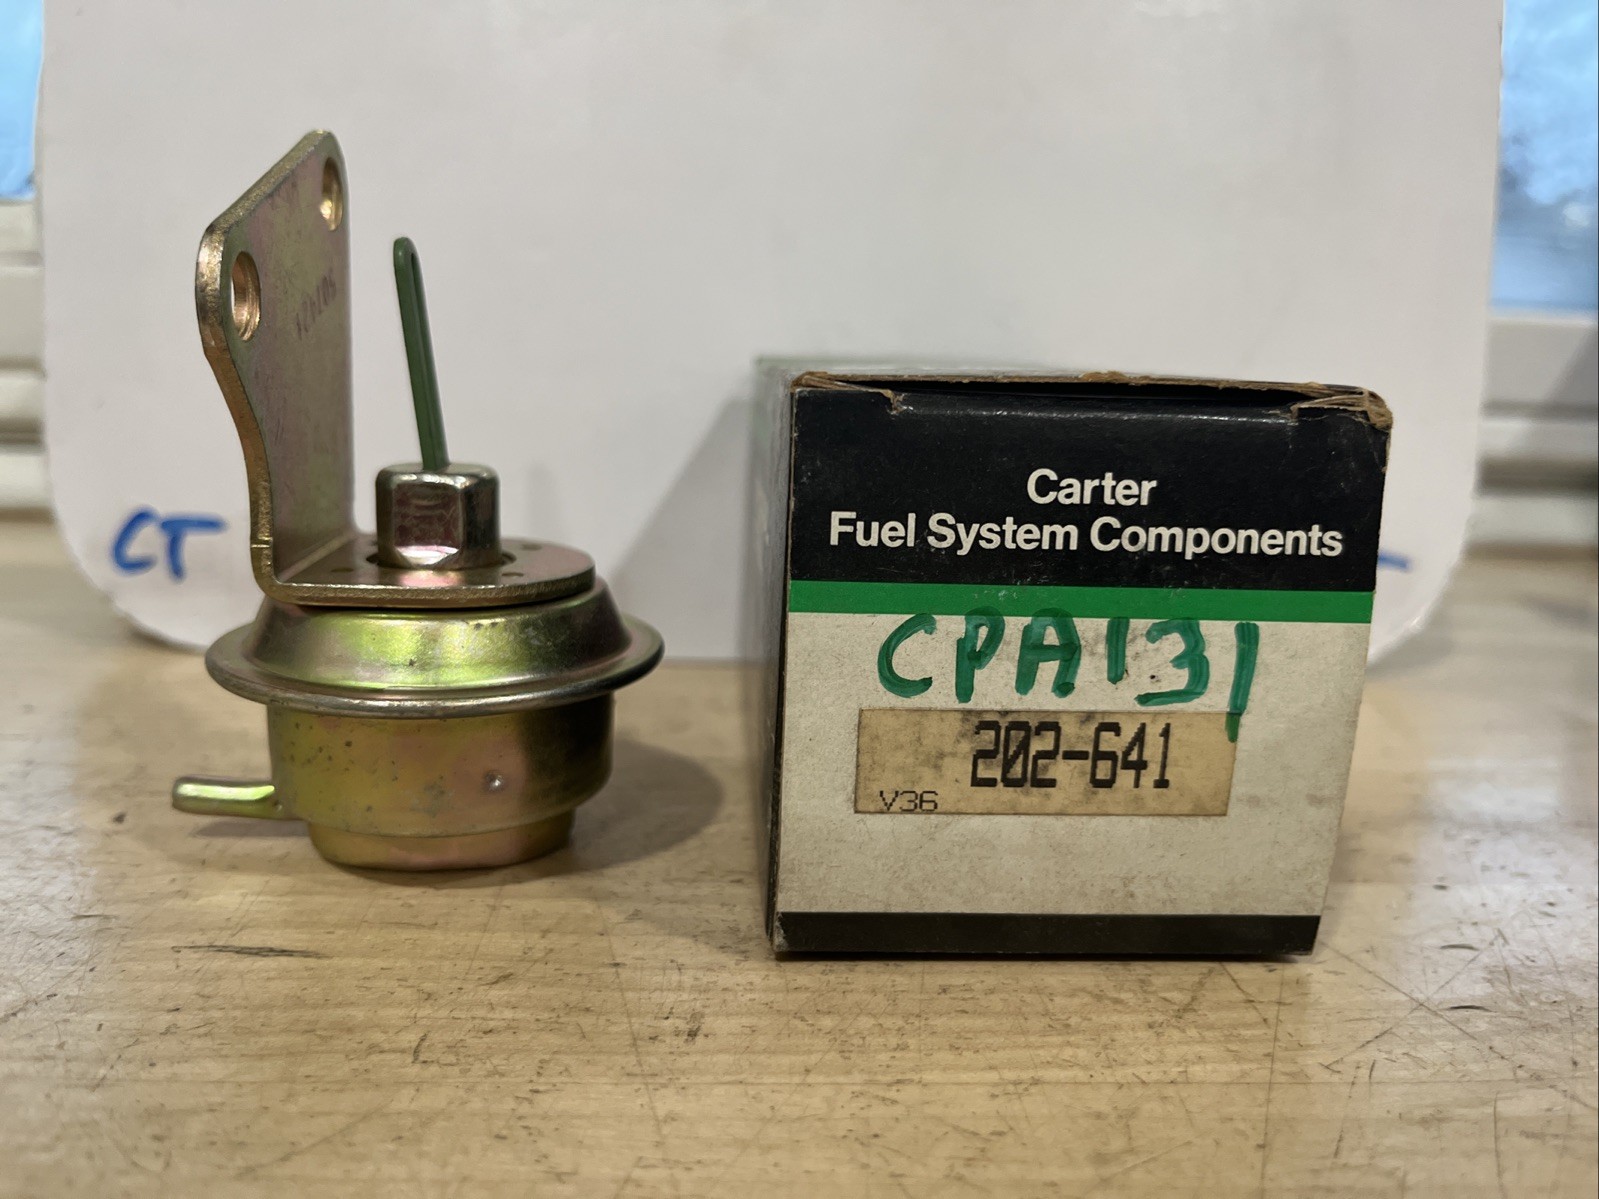 CT
Carter
Fuel System Components
CPA131
202-641
V36